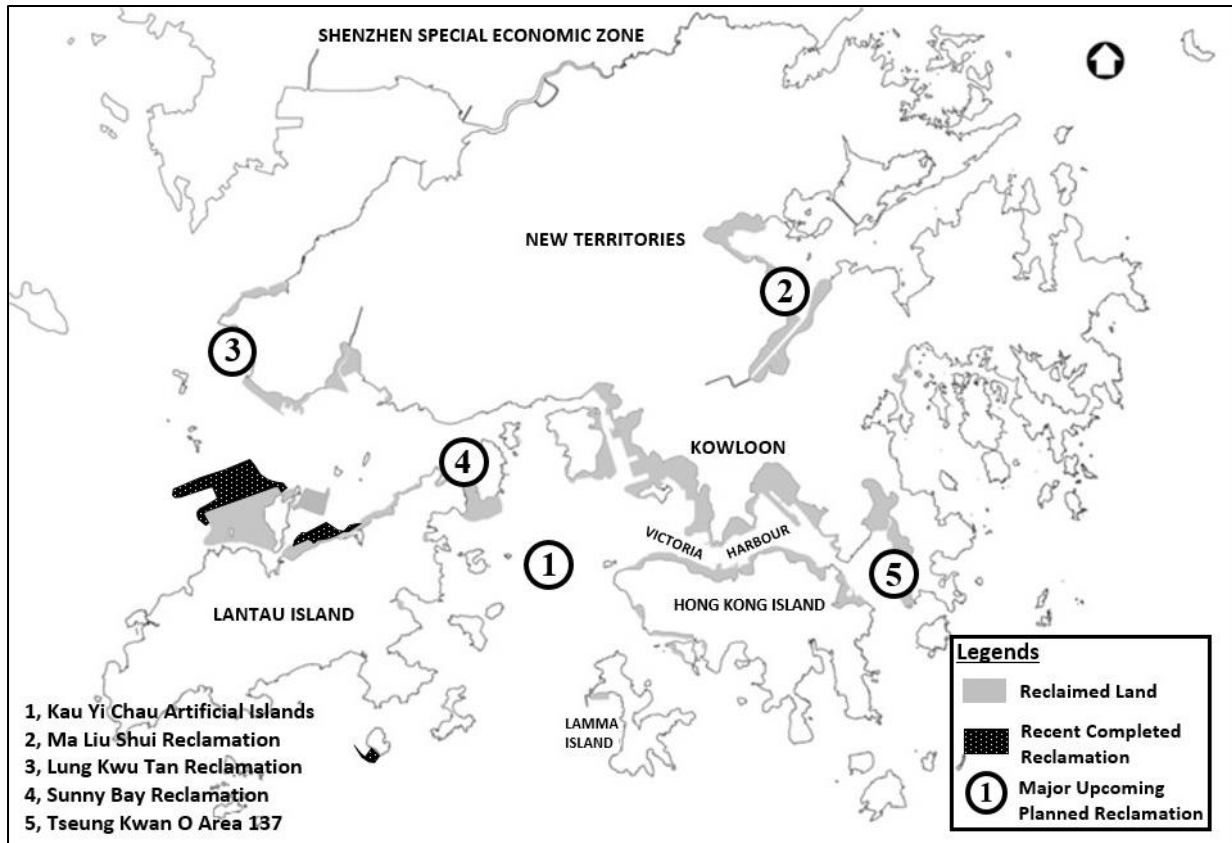 SHENZHEN SPECIAL ECONOMIC ZONE
NEW TERRITORIES
2
3
KOWLOON
4
VICTORIA HARBOUR
1
5
LANTAU ISLAND
HONG KONG ISLAND
LAMMA
ISLAND
1, Kau Yi Chau Artificial Islands
2, Ma Liu Shui Reclamation
3, Lung Kwu Tan Reclamation
4, Sunny Bay Reclamation
5, Tseung Kwan O Area 137
Legends
Reclaimed Land
Recent Completed
Reclamation
1
Major Upcoming
Planned Reclamation